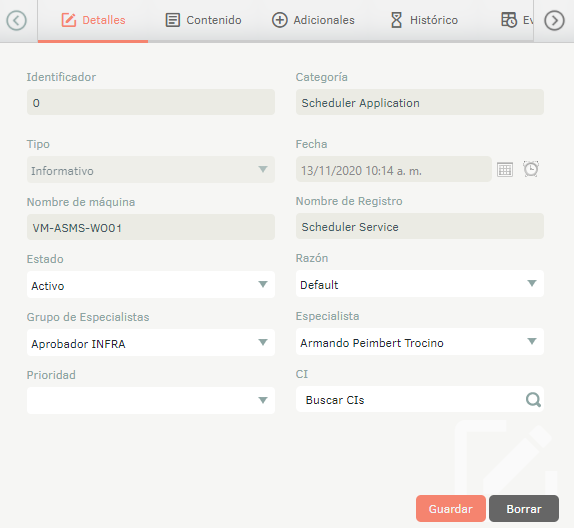 Detalles Contenido Adicionales Histórico
Identificador Categoría
0 Scheduler Application
Tipo Fecha
Informativo 13/11/2020 10:14 a. m.
Nombre de máquina Nombre de Registro
VM-ASMS-W001 Scheduler Service
Estado Razón
Activo Default
Grupo de Especialistas Especialista
Aprobador INFRA Armando Peimbert Trocino
Prioridad CI
Buscar CIs
Guardar Borrar